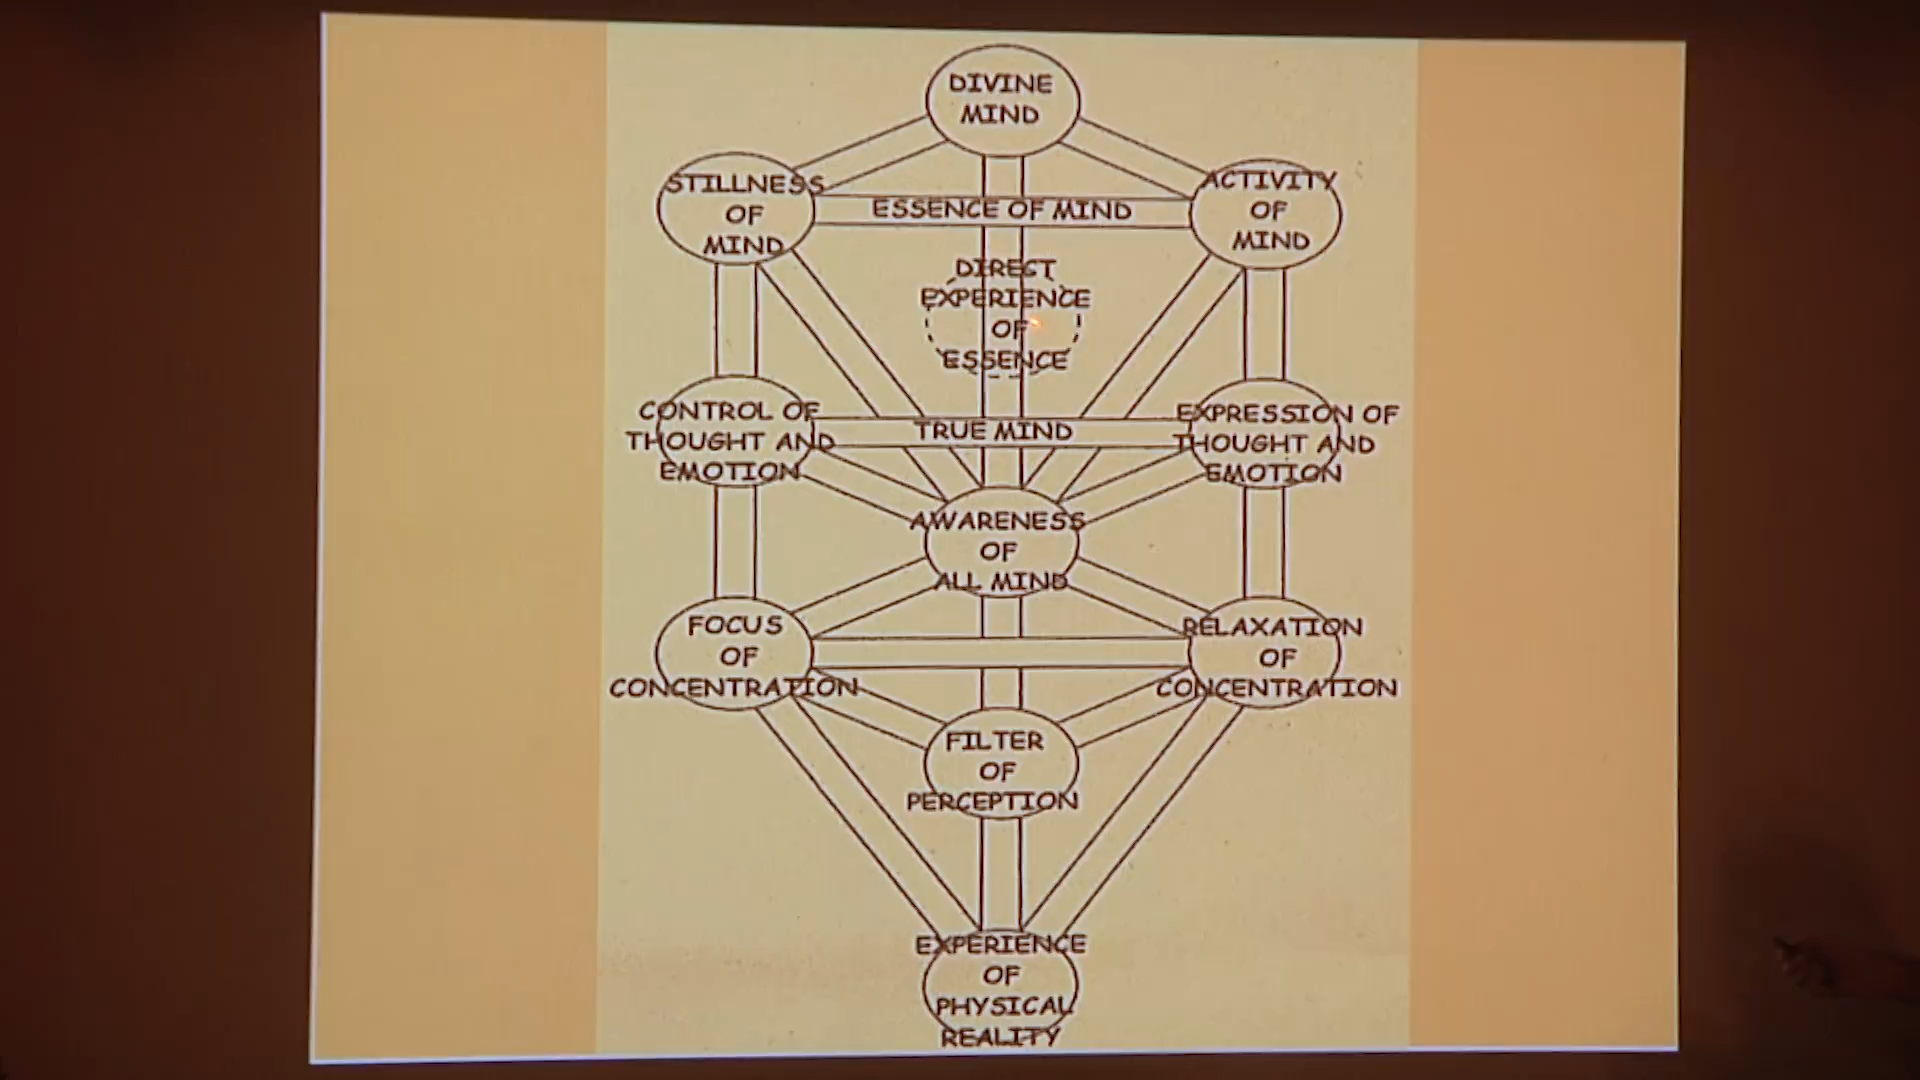 DIVINE
MIND
STILLNESS
OF
MIND
ACTIVITY
OF
MIND
ESSENCE OF MIND
DIRECT
EXPERIENCE
OF
ESSENCE
CONTROL OF
THOUGHT AND
EMOTION
TRUE MIND
EXPRESSION OF
THOUGHT AND
EMOTION
AWARENESS
OF
ALL MIND
FOCUS
OF
CONCENTRATION
RELAXATION
OF
CONCENTRATION
FILTER
OF
PERCEPTION
EXPERIENCE
OF
PHYSICAL
REALITY